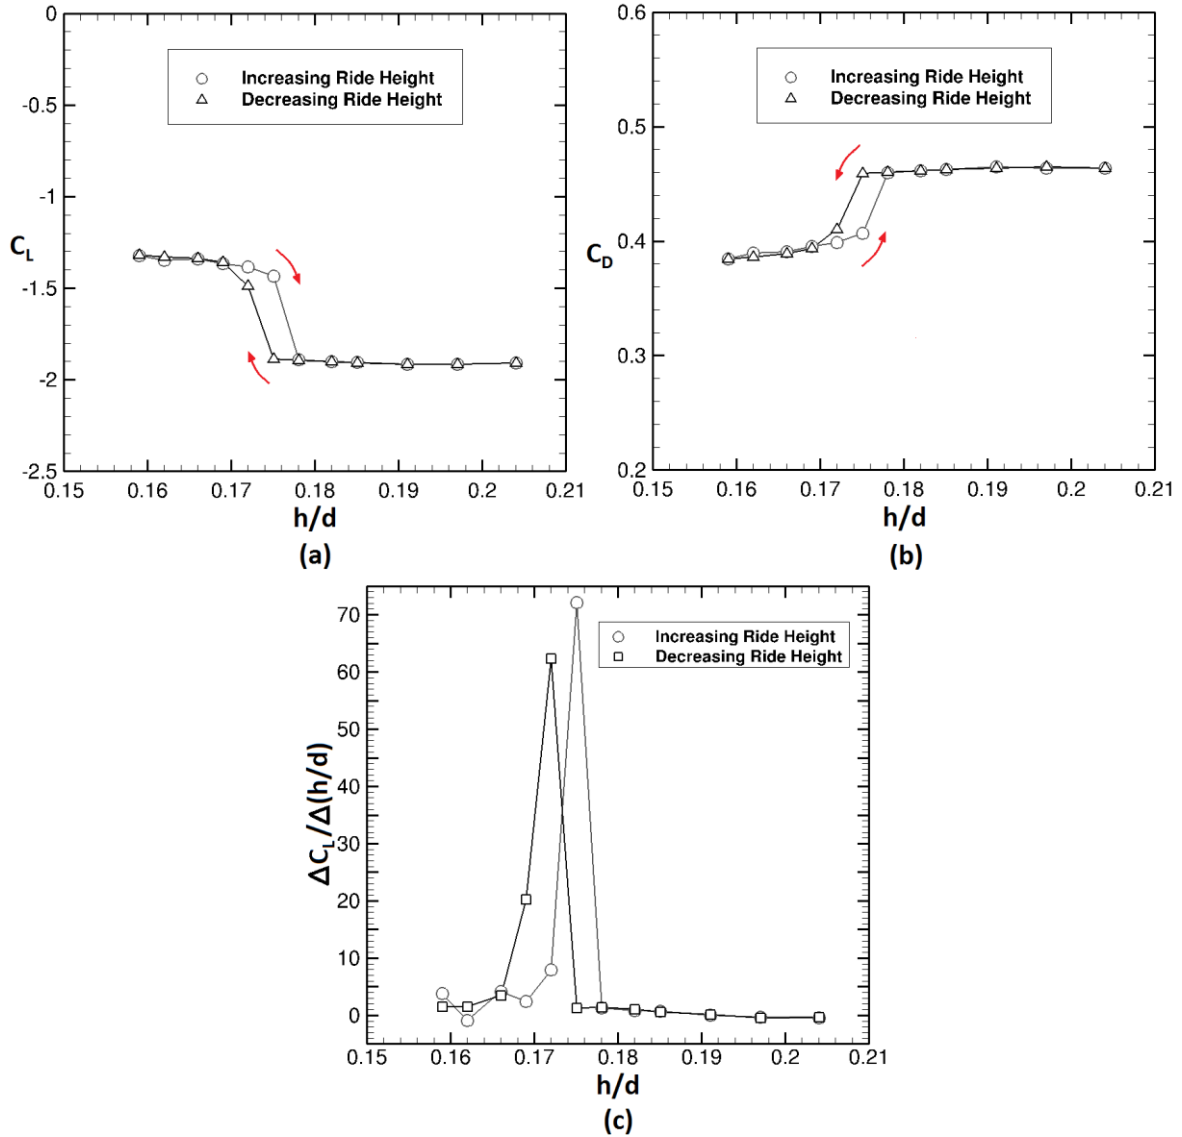 0
-0.5
-1
-1.5
-2
-2.5
C_L
Increasing Ride Height
Decreasing Ride Height
0.15 0.16 0.17 0.18 0.19 0.2 0.21
h/d
(a)
0.6
0.5
0.4
0.3
0.2
C_D
Increasing Ride Height
Decreasing Ride Height
0.15 0.16 0.17 0.18 0.19 0.2 0.21
h/d
(b)
70
60
50
40
30
20
10
0
ΔC_L/Δ(h/d)
Increasing Ride Height
Decreasing Ride Height
0.15 0.16 0.17 0.18 0.19 0.2 0.21
h/d
(c)